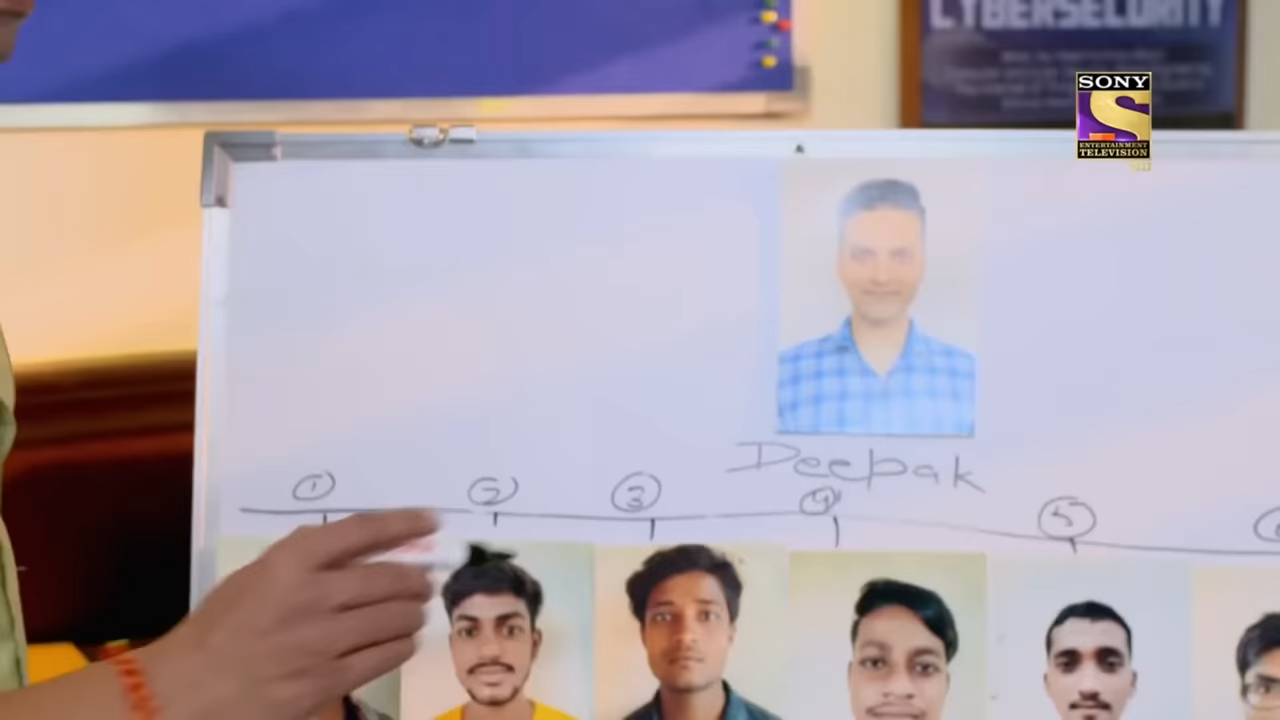 CYBERSECURITY
SONY
ENTERTAINMENT
TELEVISION
Deepak
1 2 3 4 5